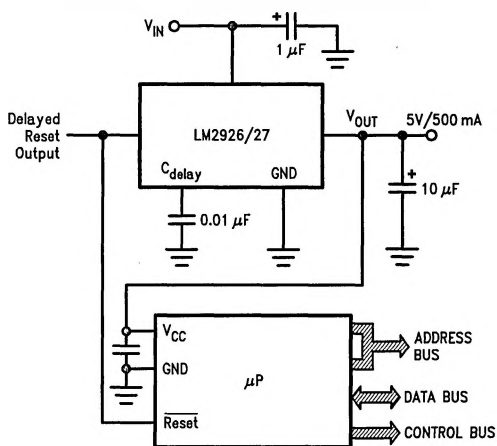 V_IN
+
1 μF
Delayed
Reset
Output
LM2926/27
C_delay
GND
V_OUT
5V/500 mA
+
10 μF
0.01 μF
V_CC
GND
μP
R̅e̅s̅e̅t̅
ADDRESS
BUS
DATA BUS
CONTROL BUS